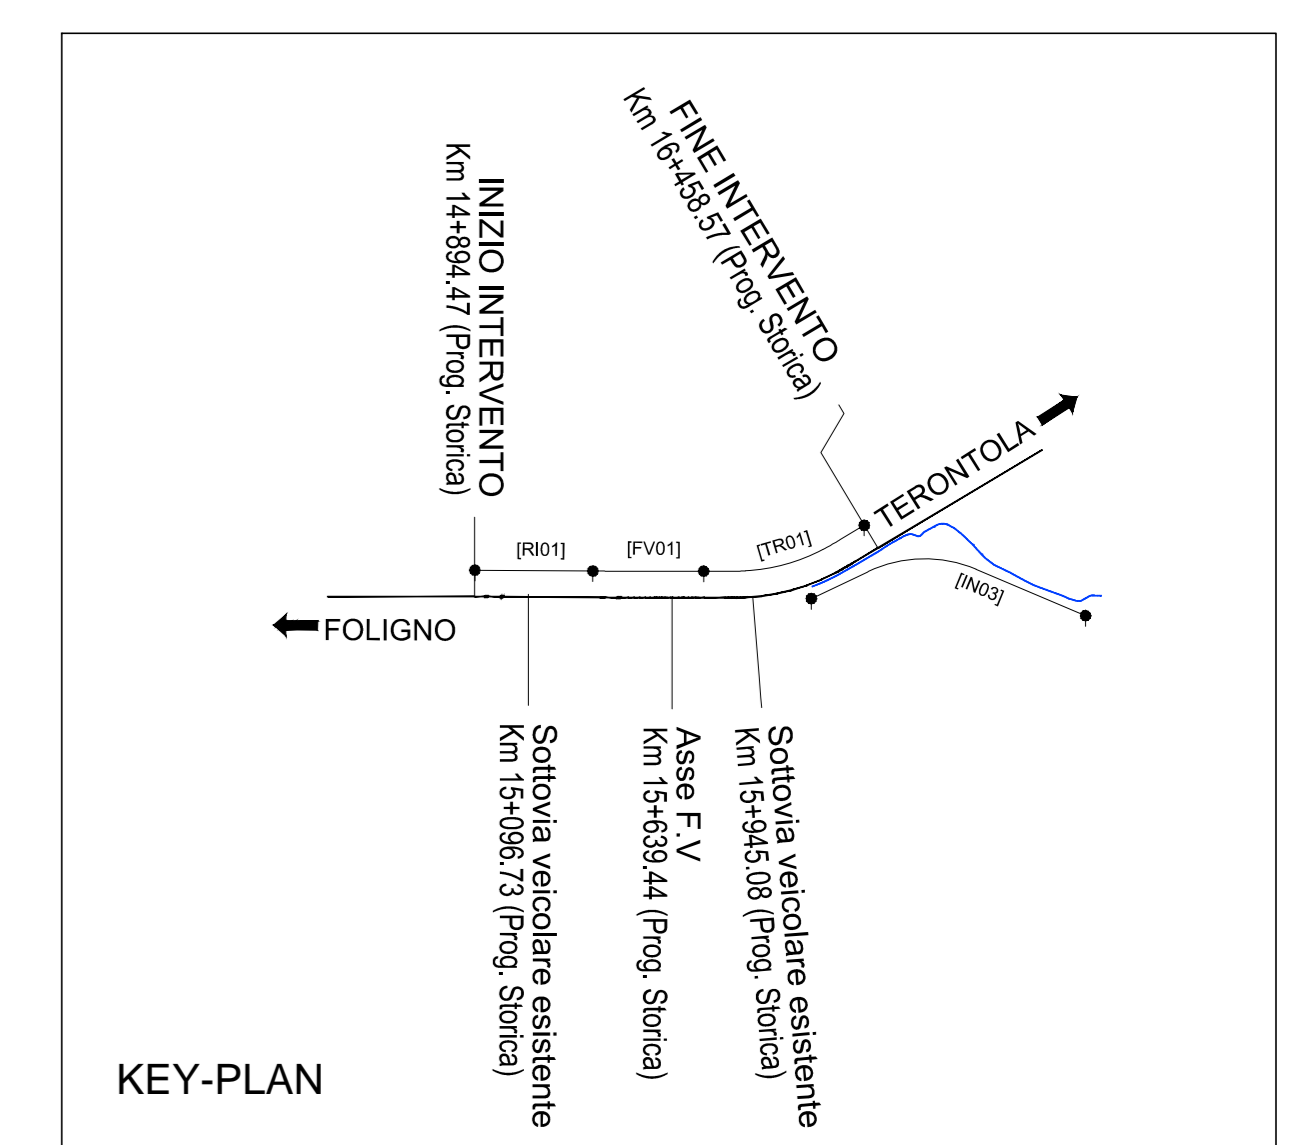 INIZIO INTERVENTO
Km 14+894.47 (Prog. Storica)
FINE INTERVENTO
Km 16+458.57 (Prog. Storica)
TERONTOLA
[RI01]
[FV01]
[TR01]
[IN03]
FOLIGNO
Sottovia veicolare esistente
Km 15+096.73 (Prog. Storica)
Asse F.V
Km 15+639.44 (Prog. Storica)
Sottovia veicolare esistente
Km 15+945.08 (Prog. Storica)
KEY-PLAN